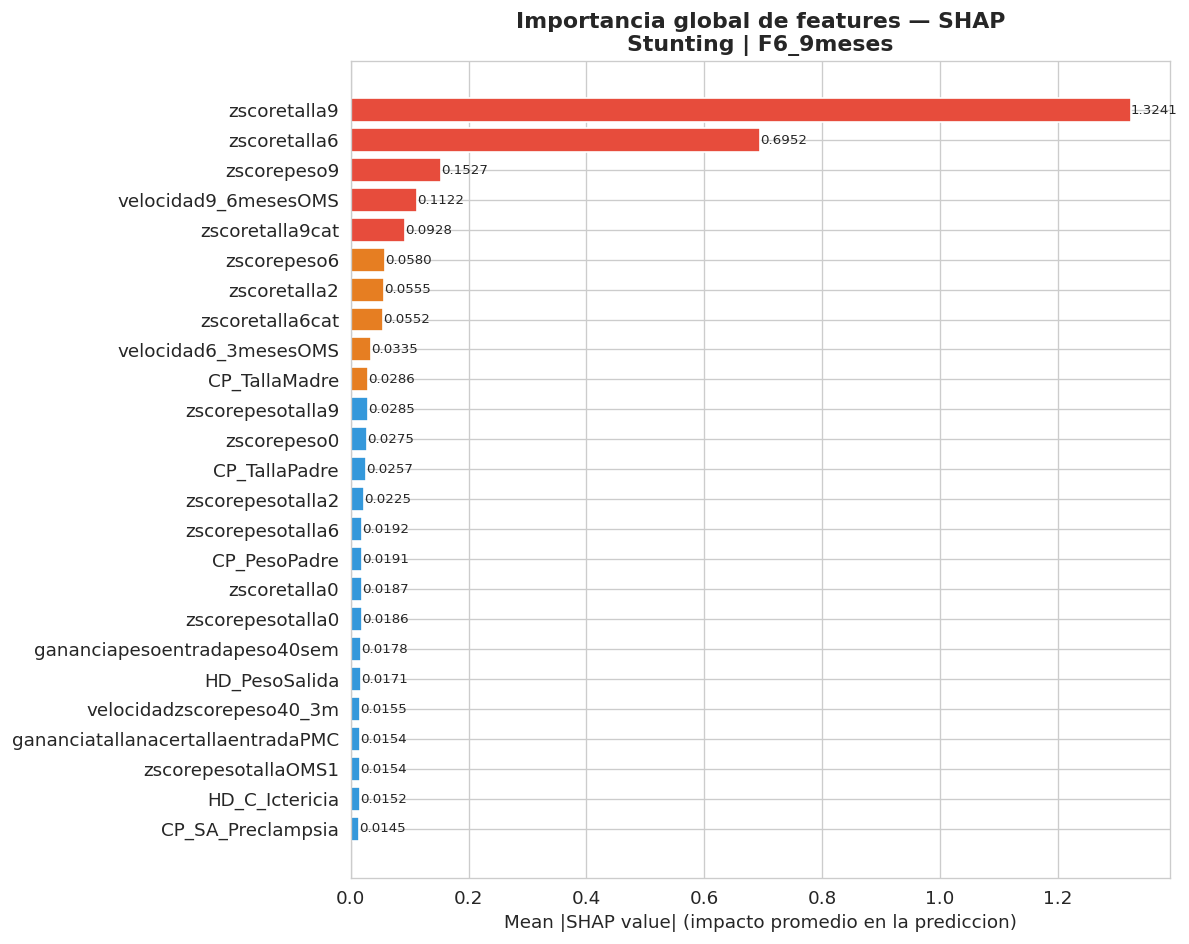 Importancia global de features — SHAP
Stunting | F6_9meses
zscoretalla9 1.3241
zscoretalla6 0.6952
zscorepeso9 0.1527
velocidad9_6mesesOMS 0.1122
zscoretalla9cat 0.0928
zscorepeso6 0.0580
zscoretalla2 0.0555
zscoretalla6cat 0.0552
velocidad6_3mesesOMS 0.0335
CP_TallaMadre 0.0286
zscorepesotalla9 0.0285
zscorepeso0 0.0275
CP_TallaPadre 0.0257
zscorepesotalla2 0.0225
zscorepesotalla6 0.0192
CP_PesoPadre 0.0191
zscoretalla0 0.0187
zscorepesotalla0 0.0186
gananciapesoentradapeso40sem 0.0178
HD_PesoSalida 0.0171
velocidadzscorepeso40_3m 0.0155
gananciatallanacertallaentradaPMC 0.0154
zscorepesotallaOMS1 0.0154
HD_C_Ictericia 0.0152
CP_SA_Preclampsia 0.0145
0.0 0.2 0.4 0.6 0.8 1.0 1.2
Mean |SHAP value| (impacto promedio en la prediccion)